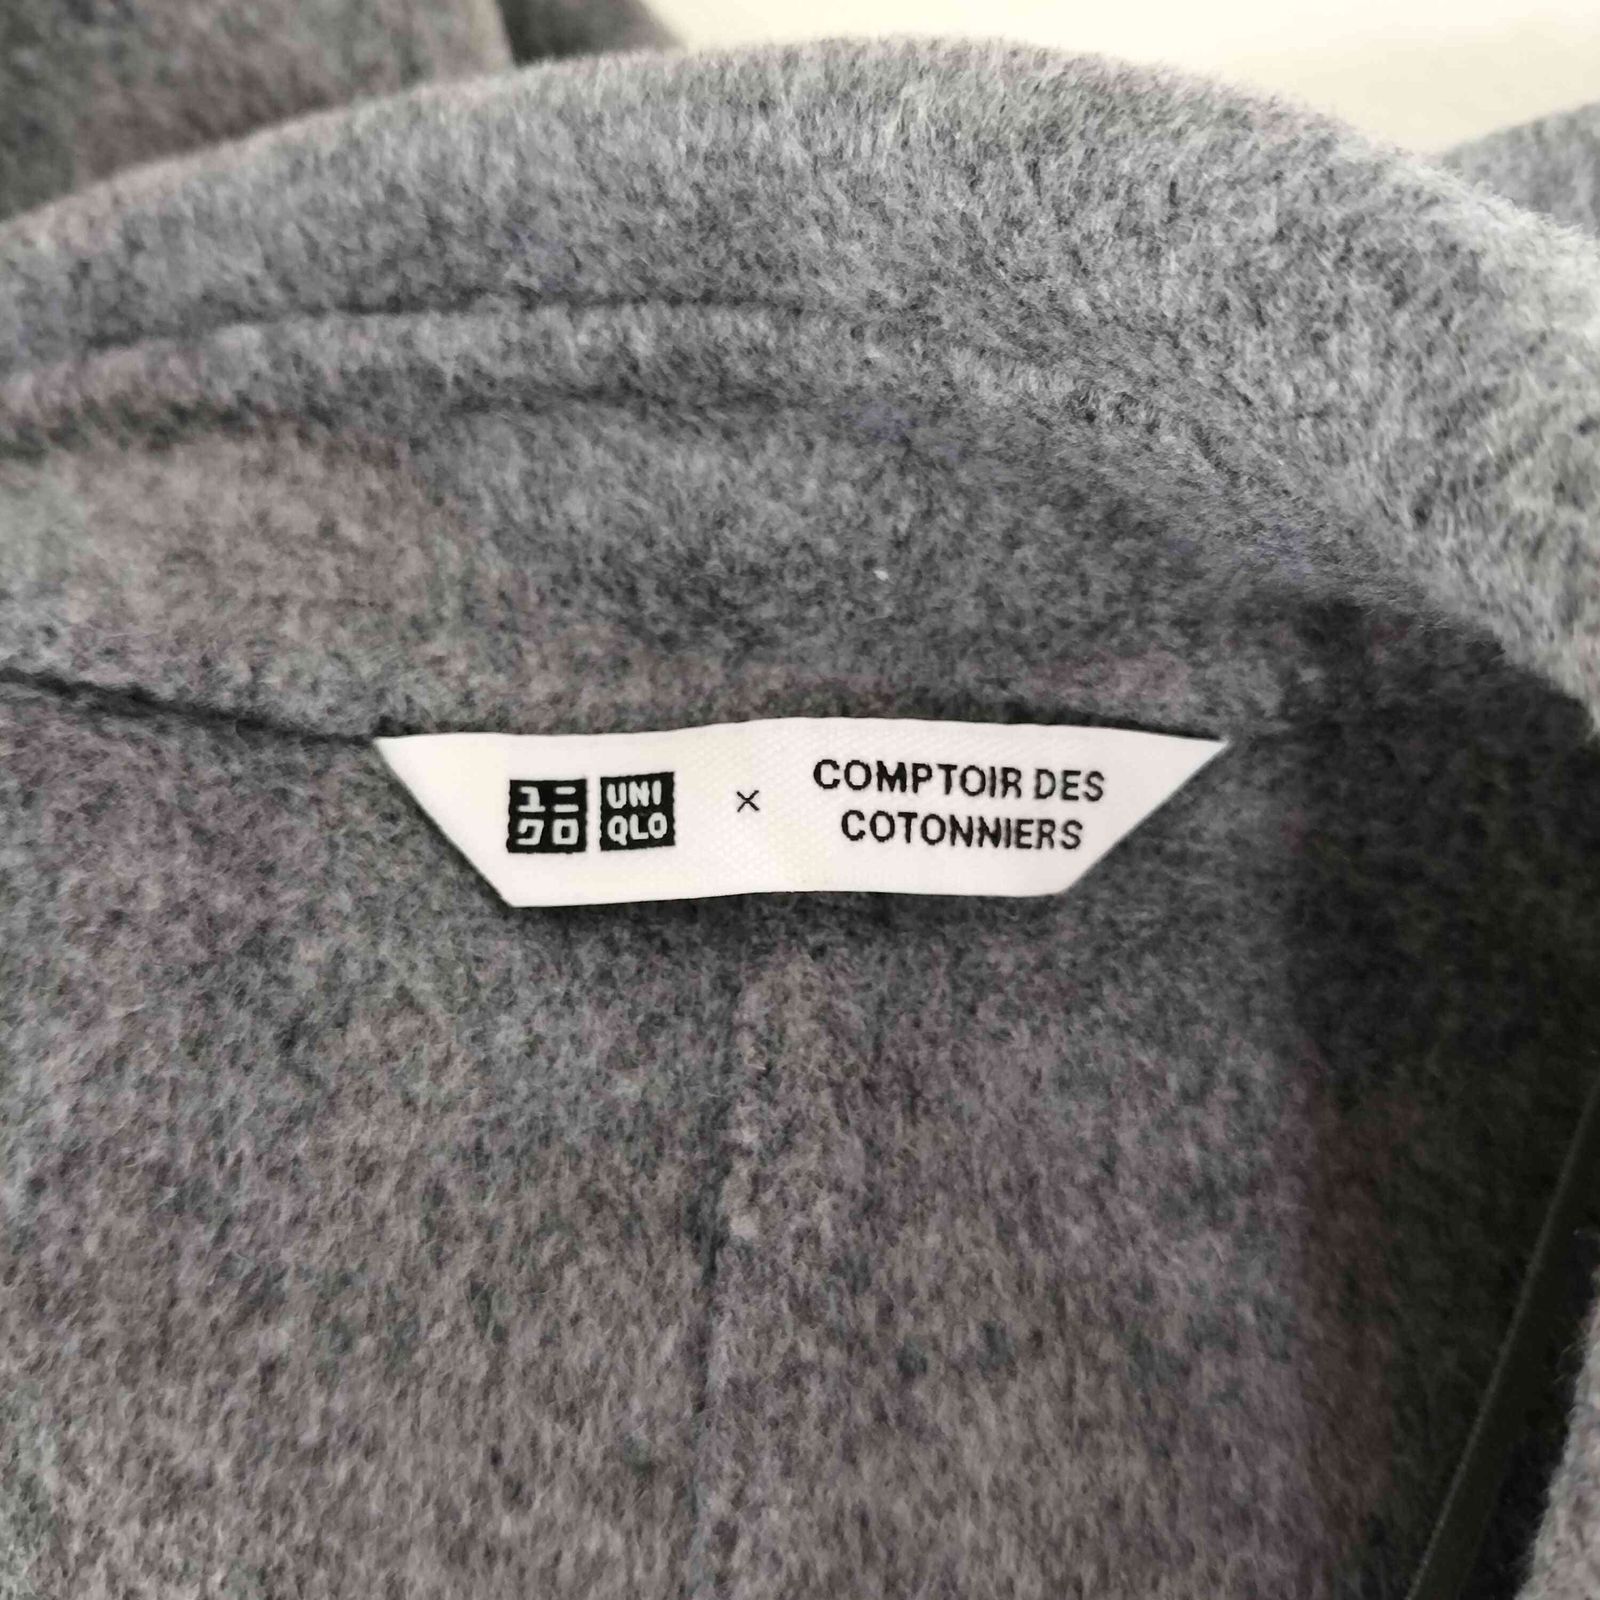 ユニ
クロ
UNI
QLO
×
COMPTOIR DES
COTONNIERS